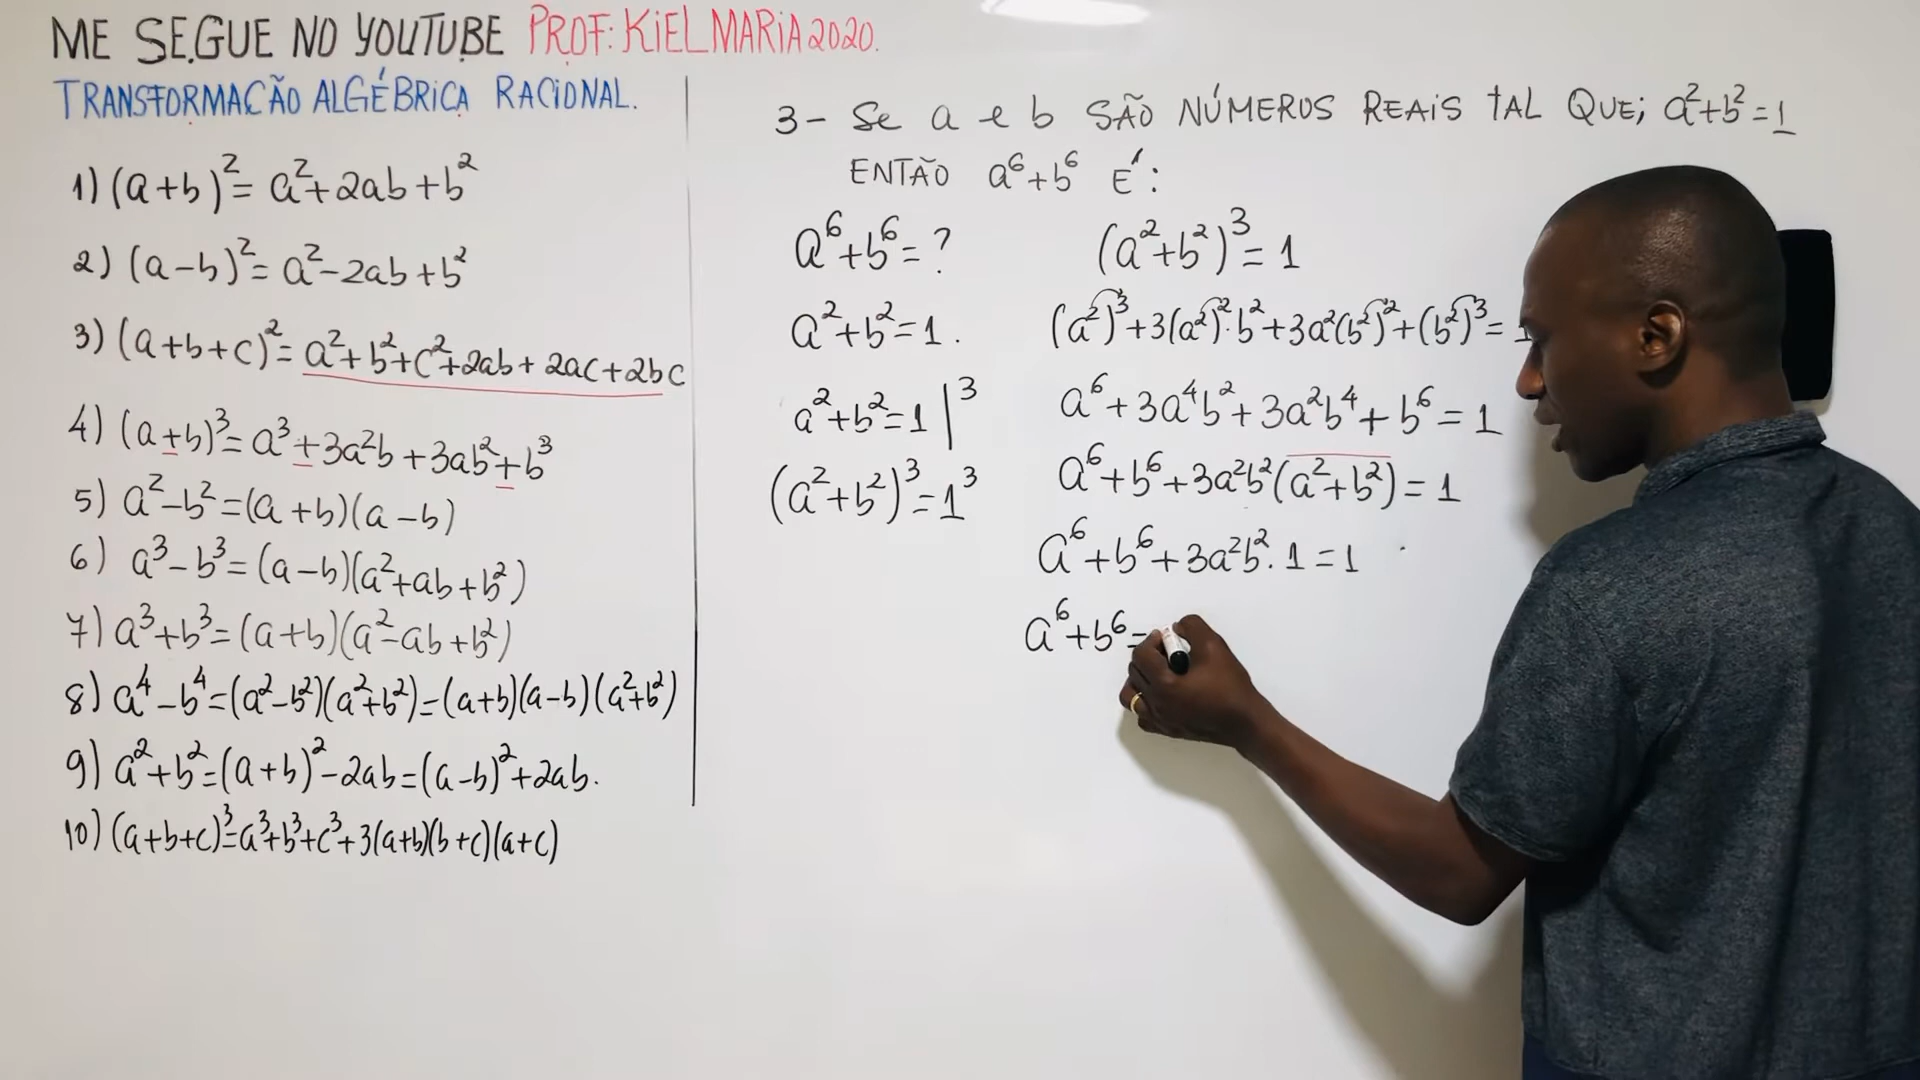 ME SEGUE NO YOUTUBE PROF: KIELMARIA2020.
TRANSFORMAÇÃO ALGÉBRICA RACIONAL.
1) (a+b)²= a²+2ab+b²
2) (a-b)²= a²-2ab+b²
3) (a+b+c)²= a²+b²+c²+2ab+2ac+2bc
4) (a+b)³= a³+3a²b+3ab²+b³
5) a²-b²=(a+b)(a-b)
6) a³-b³=(a-b)(a²+ab+b²)
7) a³+b³=(a+b)(a²-ab+b²)
8) a⁴-b⁴=(a²-b²)(a²+b²)=(a+b)(a-b)(a²+b²)
9) a²+b²=(a+b)²-2ab=(a-b)²+2ab.
10) (a+b+c)³=a³+b³+c³+3(a+b)(b+c)(a+c)
3- Se a e b SÃO NÚMEROS REAIS TAL QUE; a²+b²=1
ENTÃO a⁶+b⁶ É:
a⁶+b⁶=?
a²+b²=1.
a²+b²=1|³
(a²+b²)³=1³
(a²+b²)³=1
(a²)³+3(a²)².b²+3a²(b²)²+(b²)³=1
a⁶+3a⁴b²+3a²b⁴+b⁶=1
a⁶+b⁶+3a²b²(a²+b²)=1
a⁶+b⁶+3a²b².1=1
a⁶+b⁶=